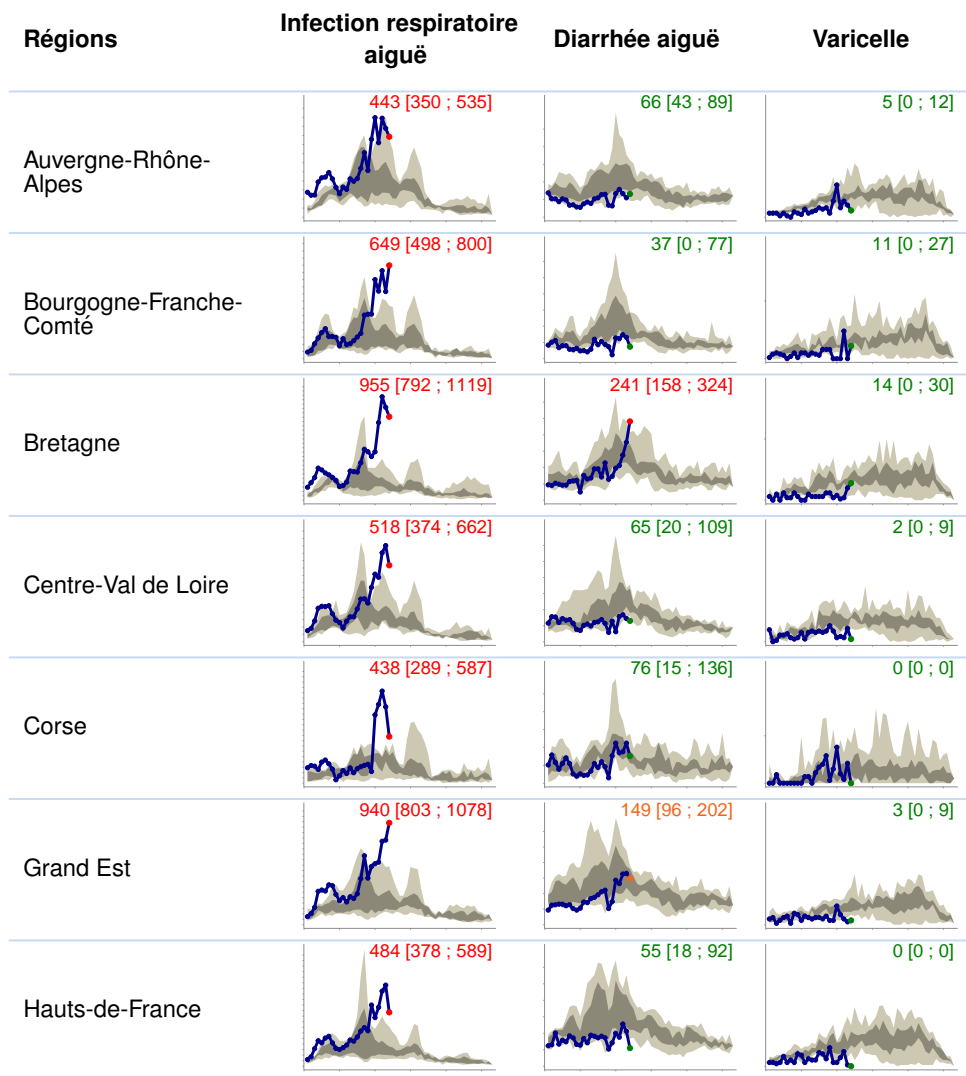 Régions
Infection respiratoire
aiguë
Diarrhée aiguë
Varicelle
Auvergne-Rhône-
Alpes
443 [350 ; 535]
66 [43 ; 89]
5 [0 ; 12]
Bourgogne-Franche-
Comté
649 [498 ; 800]
37 [0 ; 77]
11 [0 ; 27]
Bretagne
955 [792 ; 1119]
241 [158 ; 324]
14 [0 ; 30]
Centre-Val de Loire
518 [374 ; 662]
65 [20 ; 109]
2 [0 ; 9]
Corse
438 [289 ; 587]
76 [15 ; 136]
0 [0 ; 0]
Grand Est
940 [803 ; 1078]
149 [96 ; 202]
3 [0 ; 9]
Hauts-de-France
484 [378 ; 589]
55 [18 ; 92]
0 [0 ; 0]